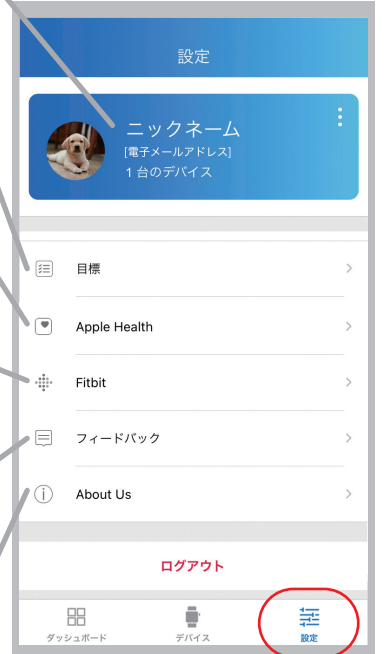 設定
ニックネーム
[電子メールアドレス]
1 台のデバイス
目標
Apple Health
Fitbit
フィードバック
About Us
ログアウト
ダッシュボード
デバイス
設定